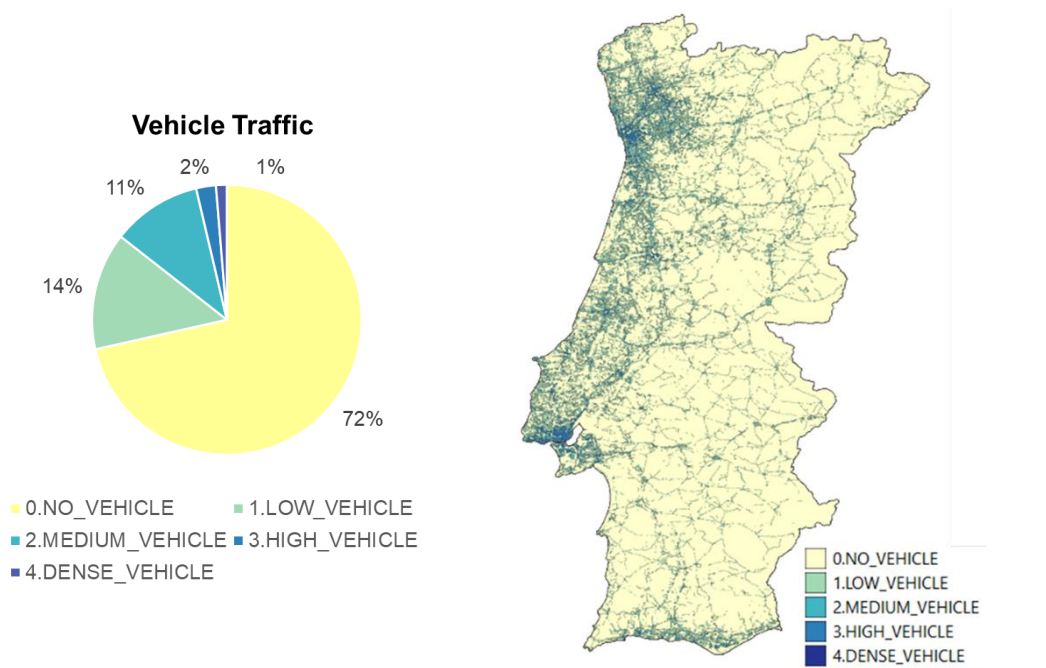 Vehicle Traffic
2%
1%
11%
14%
72%
0.NO_VEHICLE
1.LOW_VEHICLE
2.MEDIUM_VEHICLE
3.HIGH_VEHICLE
4.DENSE_VEHICLE
0.NO_VEHICLE
1.LOW_VEHICLE
2.MEDIUM_VEHICLE
3.HIGH_VEHICLE
4.DENSE_VEHICLE